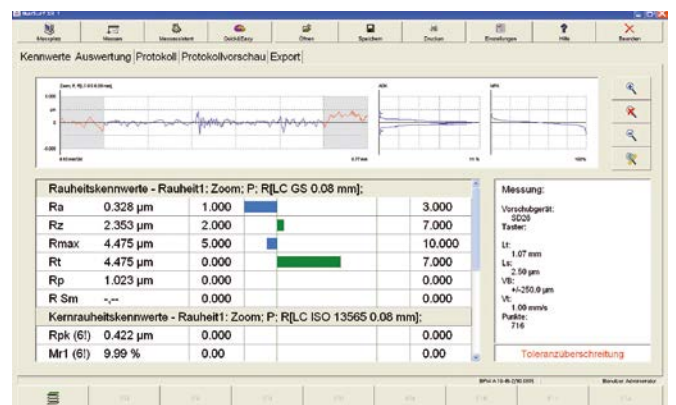 Messplatz Messen Messassistent Quick&Easy Öffnen Speichern Drucken Einstellungen Hilfe Beenden
Kennwerte Auswertung Protokoll Protokollvorschau Export
ADK
Rauheitskennwerte - Rauheit1: Zoom; P; R[LC GS 0.08 mm];
Ra 0.328 µm 1.000 3.000
Rz 2.353 µm 2.000 7.000
Rmax 4.475 µm 5.000 10.000
Rt 4.475 µm 0.000 7.000
Rp 1.023 µm 0.000 0.000
R Sm -,-- 0.000 0.000
Kernrauheitskennwerte - Rauheit1: Zoom; P; R[LC ISO 13565 0.08 mm];
Rpk (6!) 0.422 µm 0.000 0.000
Mr1 (6!) 9.99 % 0.00 0.00
Messung:
Vorschubgerät:
SD26
Taster:
Lt:
1.07 mm
Ls:
2.50 µm
VB:
+/-250.0 µm
Vt:
1.00 mm/s
Punkte:
716
Toleranzüberschreitung
Benutzer: Administrator